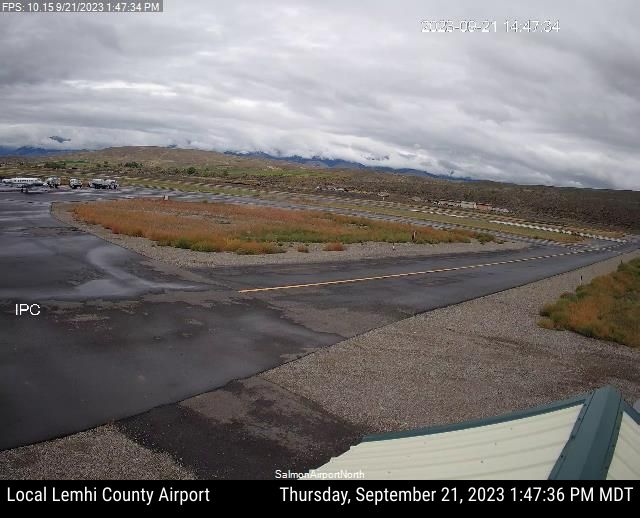 FPS: 10.15 9/21/2023 1:47:34 PM
2023-09-21 14:47:34
IPC
SalmonAirportNorth
Local Lemhi County Airport Thursday, September 21, 2023 1:47:36 PM MDT